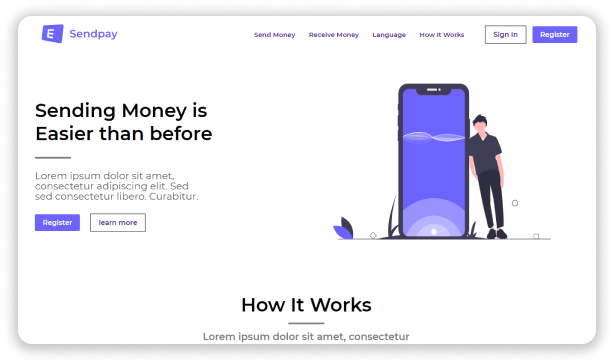 E Sendpay
Send Money Receive Money Language How It Works Sign In Register
Sending Money is
Easier than before
Lorem ipsum dolor sit amet,
consectetur adipiscing elit. Sed
sed consectetur libero. Curabitur.
Register learn more
How It Works
Lorem ipsum dolor sit amet, consectetur